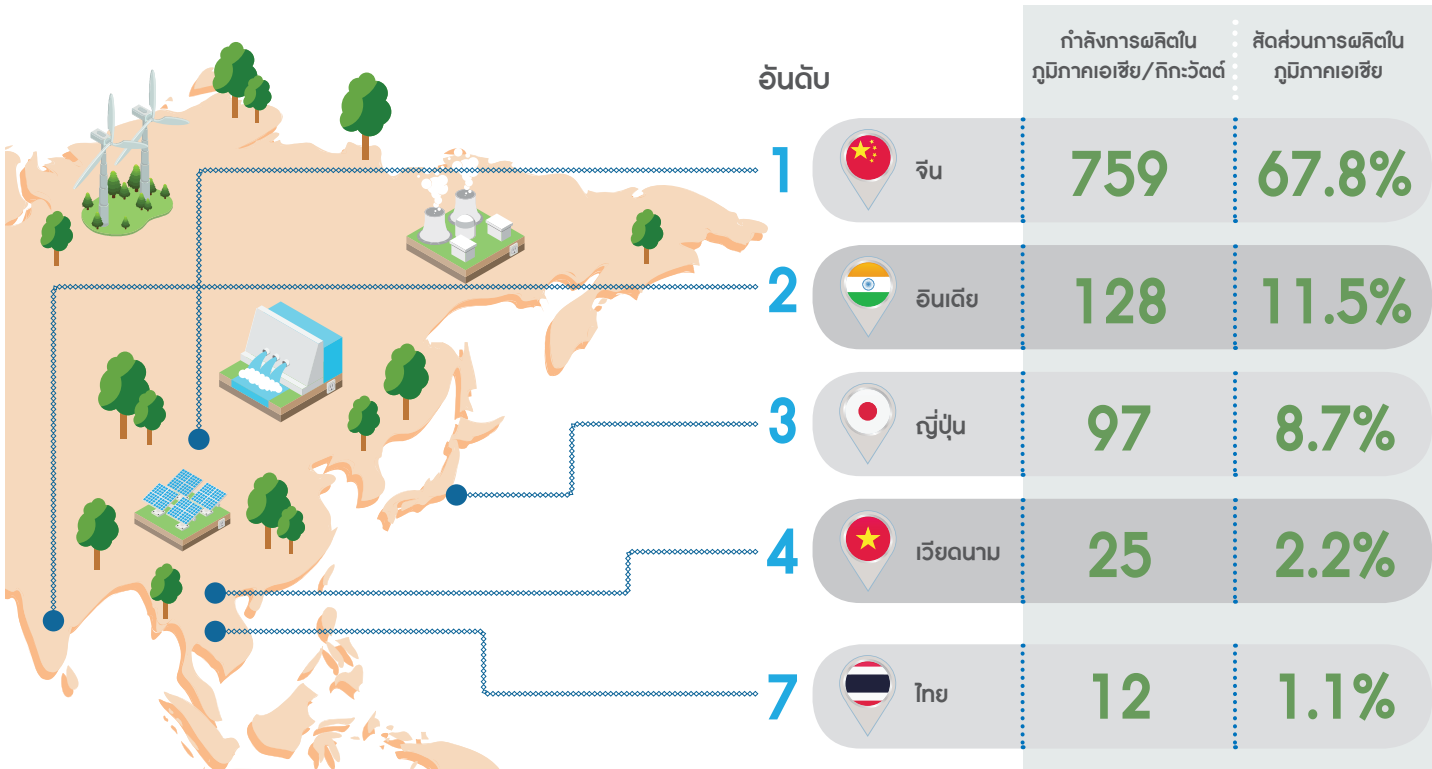 อันดับ
กำลังการผลิตใน
ภูมิภาคเอเชีย/กิกะวัตต์
สัดส่วนการผลิตใน
ภูมิภาคเอเชีย
1 จีน 759 67.8%
2 อินเดีย 128 11.5%
3 ญี่ปุ่น 97 8.7%
4 เวียดนาม 25 2.2%
7 ไทย 12 1.1%